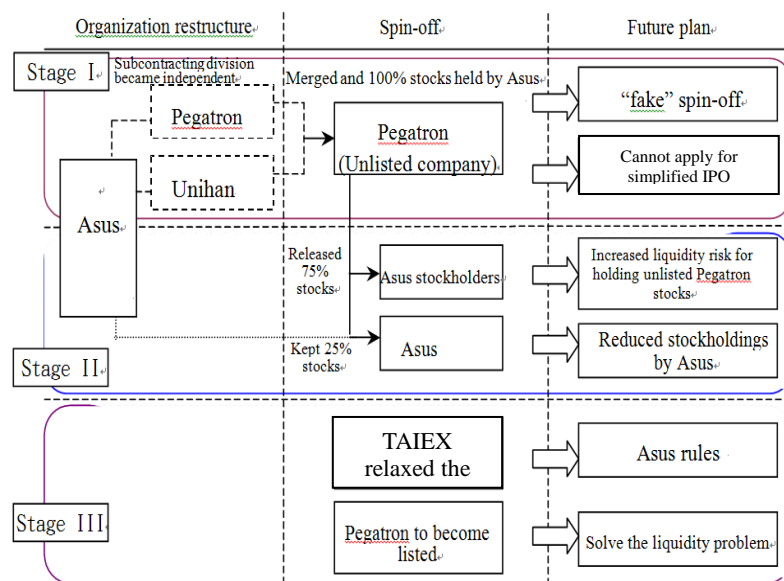 Organization restructure
Spin-off
Future plan
Stage I
Subcontracting division
became independent
Merged and 100% stocks held by Asus
Pegatron
Unihan
Asus
Pegatron
(Unlisted company)
“fake” spin-off
Cannot apply for
simplified IPO
Released
75%
stocks
Asus stockholders
Increased liquidity risk for
holding unlisted Pegatron
stocks
Kept 25%
stocks
Asus
Reduced stockholdings
by Asus
Stage II
TAIEX
relaxed the
Asus rules
Stage III
Pegatron to become
listed
Solve the liquidity problem